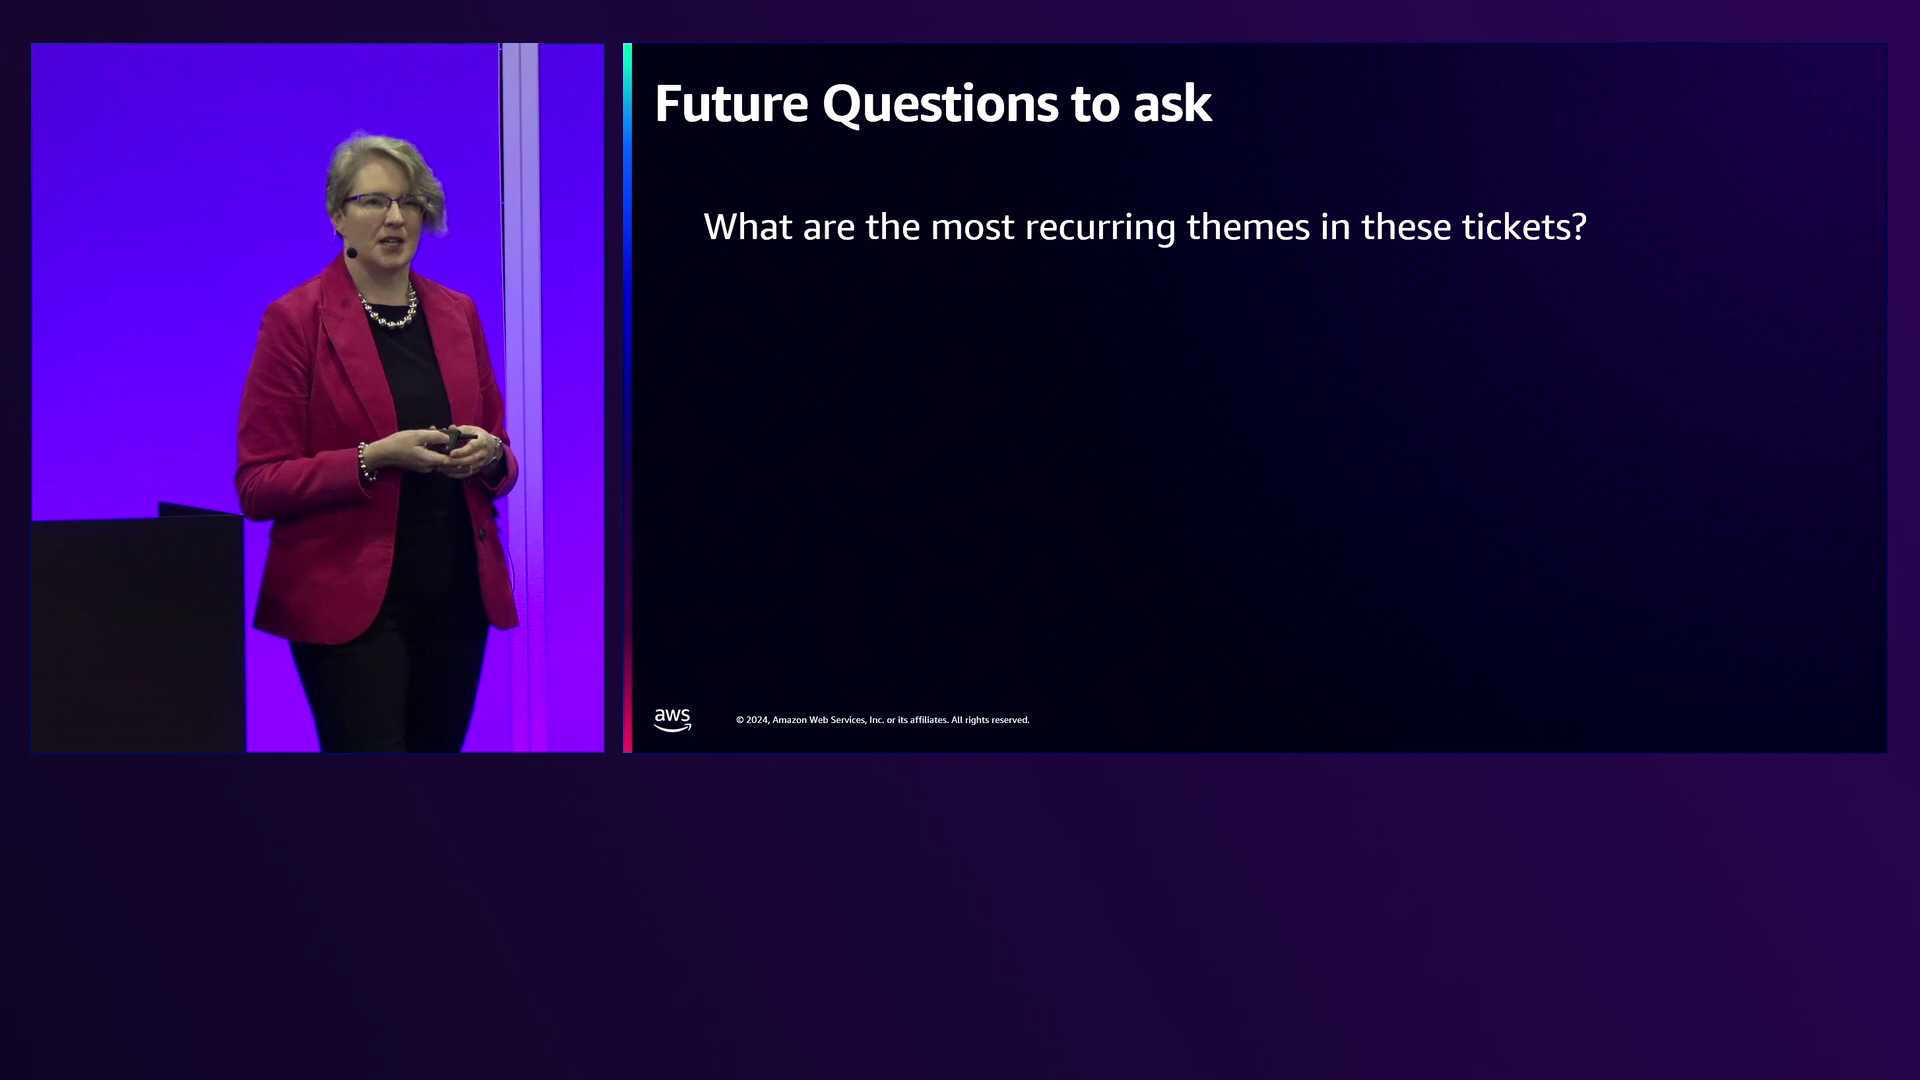 Future Questions to ask
What are the most recurring themes in these tickets?
aws
© 2024, Amazon Web Services, Inc. or its affiliates. All rights reserved.